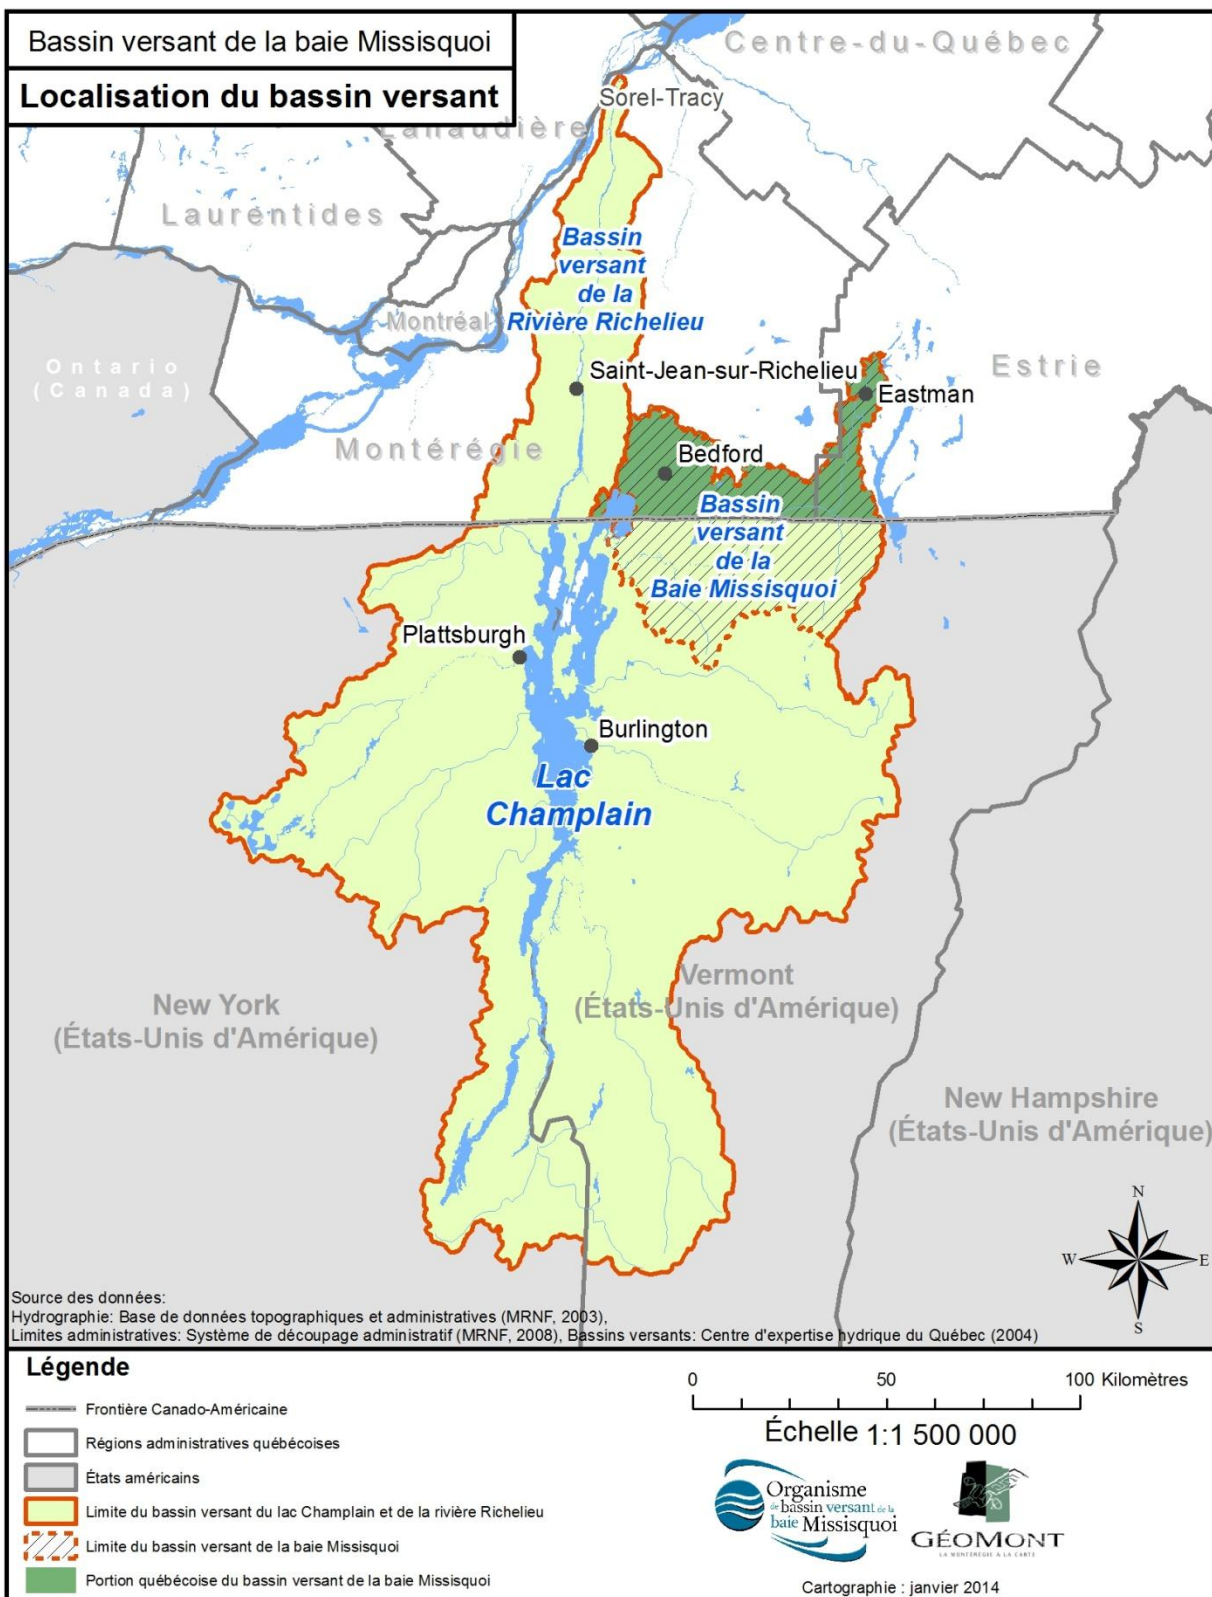 Bassin versant de la baie Missisquoi
Localisation du bassin versant
Centre-du-Québec
Sorel-Tracy
Lanaudière
Laurentides
Bassin
versant
de la
Rivière Richelieu
Montréal
Ontario
(Canada)
Saint-Jean-sur-Richelieu
Estrie
Eastman
Montérégie
Bedford
Bassin
versant
de la
Baie Missisquoi
Plattsburgh
Burlington
Lac
Champlain
New York
(États-Unis d'Amérique)
Vermont
(États-Unis d'Amérique)
New Hampshire
(États-Unis d'Amérique)
N
W
E
S
Source des données:
Hydrographie: Base de données topographiques et administratives (MRNF, 2003),
Limites administratives: Système de découpage administratif (MRNF, 2008), Bassins versants: Centre d'expertise hydrique du Québec (2004)
Légende
Frontière Canado-Américaine
Régions administratives québécoises
États américains
Limite du bassin versant du lac Champlain et de la rivière Richelieu
Limite du bassin versant de la baie Missisquoi
Portion québécoise du bassin versant de la baie Missisquoi
0 50 100 Kilomètres
Échelle 1:1 500 000
Organisme
de bassin versant de la
baie Missisquoi
GÉOMONT
LA MONTÉRÉGIE À LA CARTE
Cartographie : janvier 2014